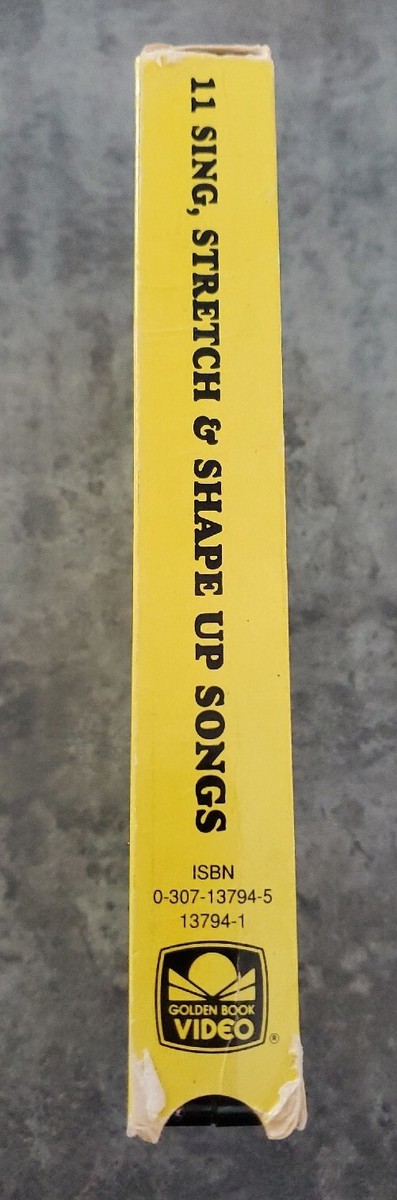 11 SING, STRETCH & SHAPE UP SONGS
ISBN
0-307-13794-5
13794-1
GOLDEN BOOK
VIDEO
®